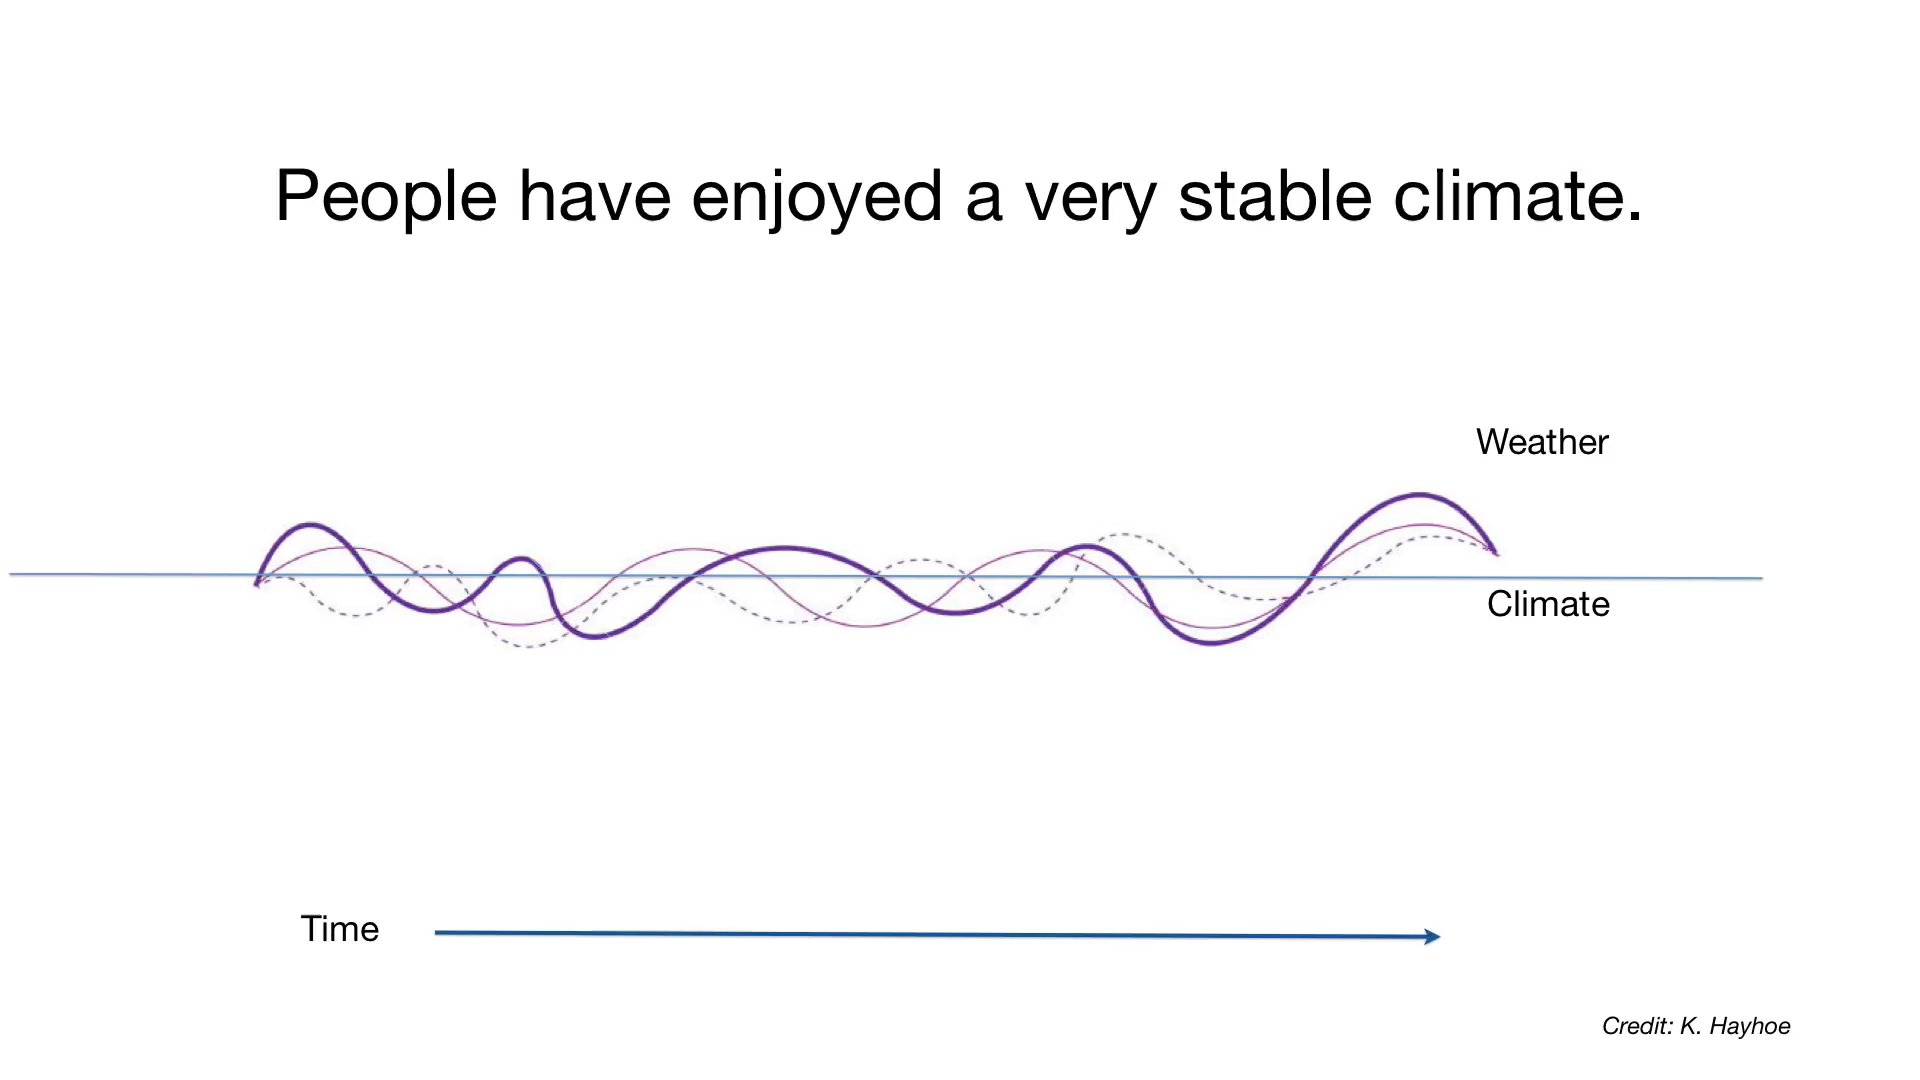 People have enjoyed a very stable climate.
Weather
Climate
Time
Credit: K. Hayhoe